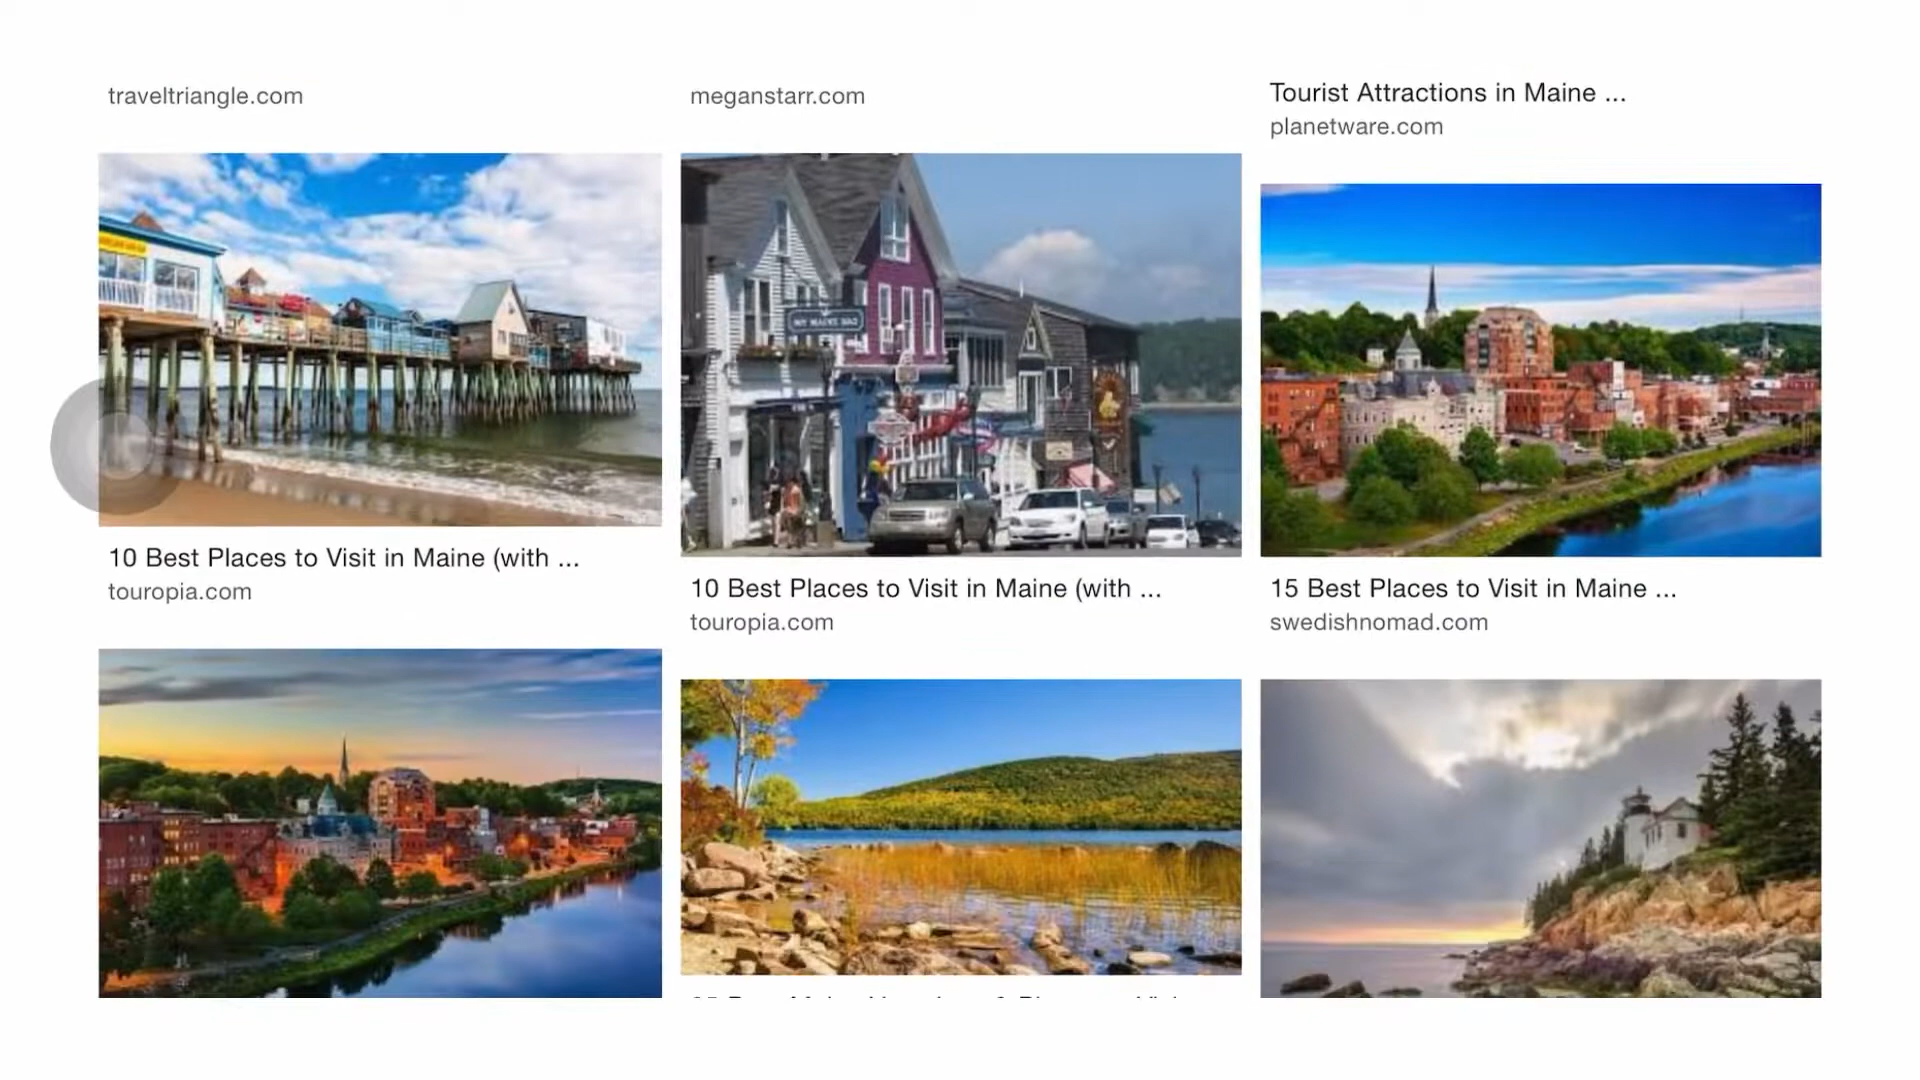 traveltriangle.com
meganstarr.com
Tourist Attractions in Maine ...
planetware.com
10 Best Places to Visit in Maine (with ...
touropia.com
10 Best Places to Visit in Maine (with ...
touropia.com
15 Best Places to Visit in Maine ...
swedishnomad.com